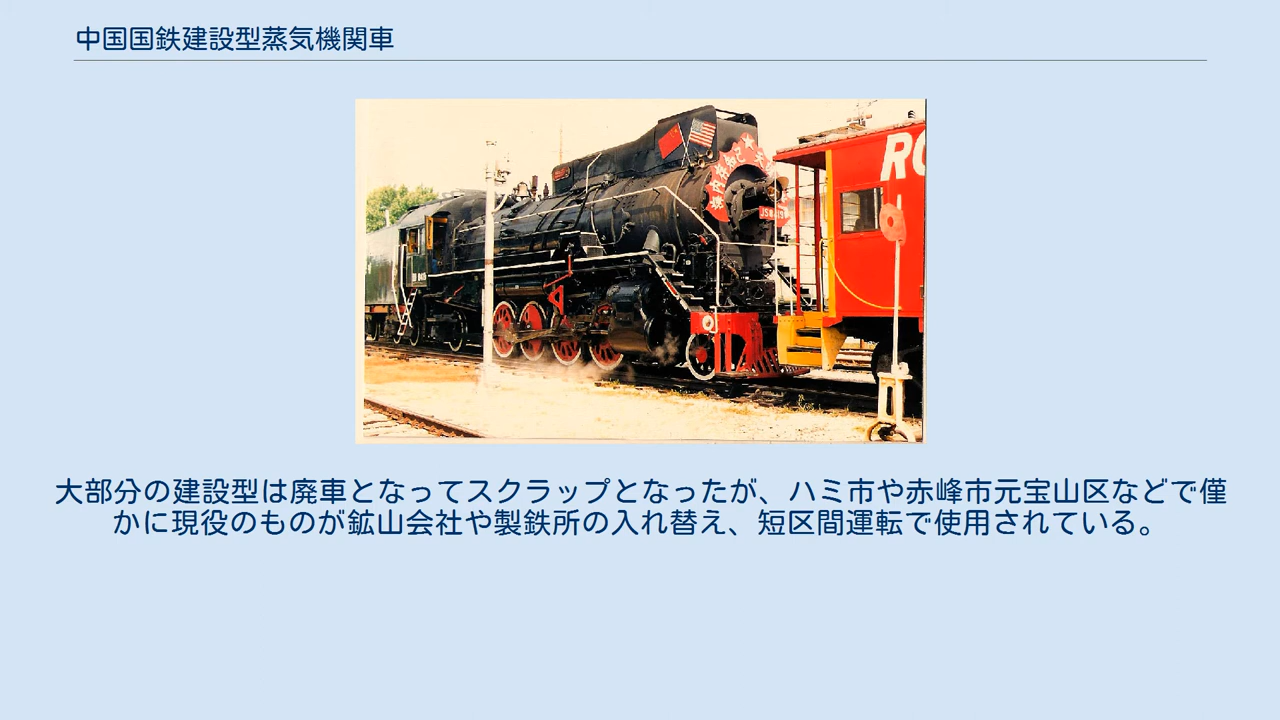 中国国鉄建設型蒸気機関車
RO
大部分の建設型は廃車となってスクラップとなったが、ハミ市や赤峰市元宝山区などで僅
かに現役のものが鉱山会社や製鉄所の入れ替え、短区間運転で使用されている。